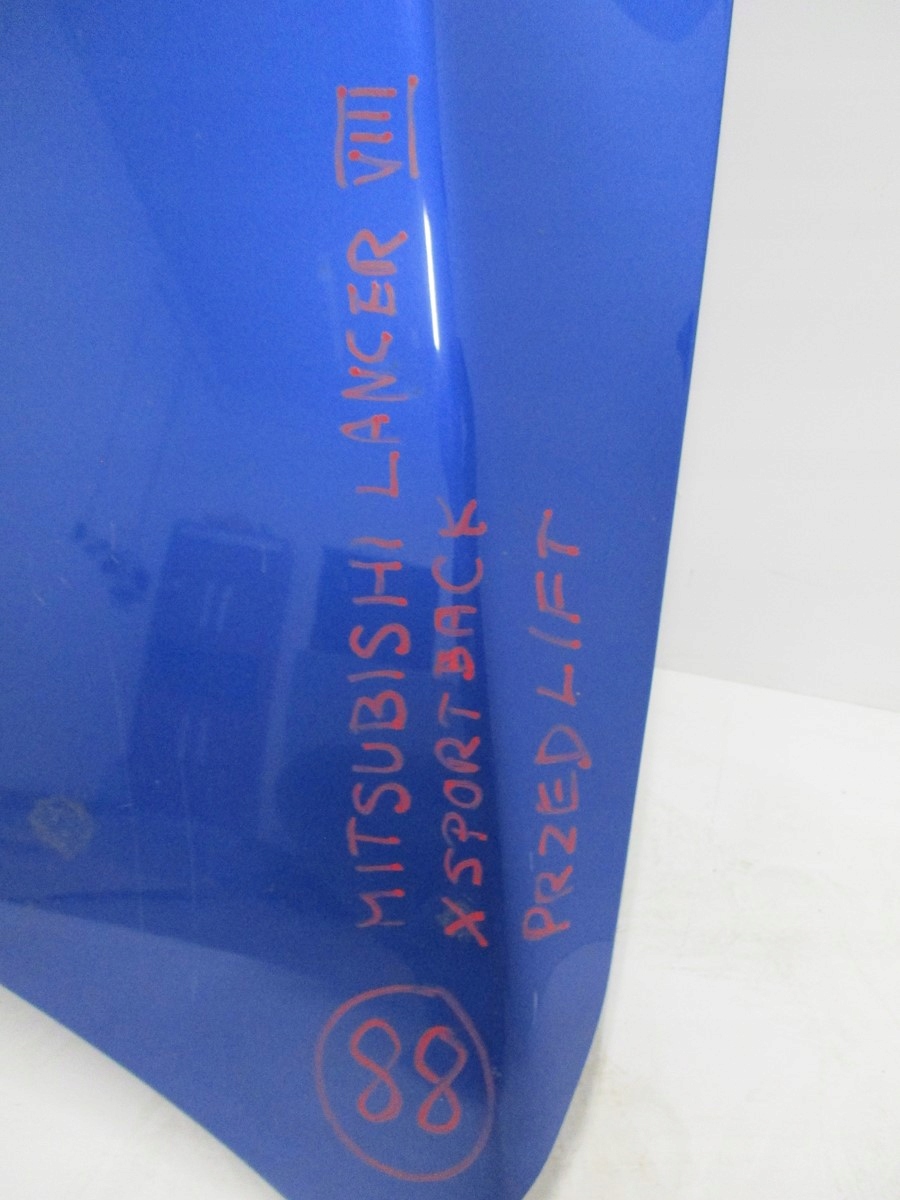 MITSUBISHI LANCER VIII
X SPORTBACK
PRZEDLIFT
88